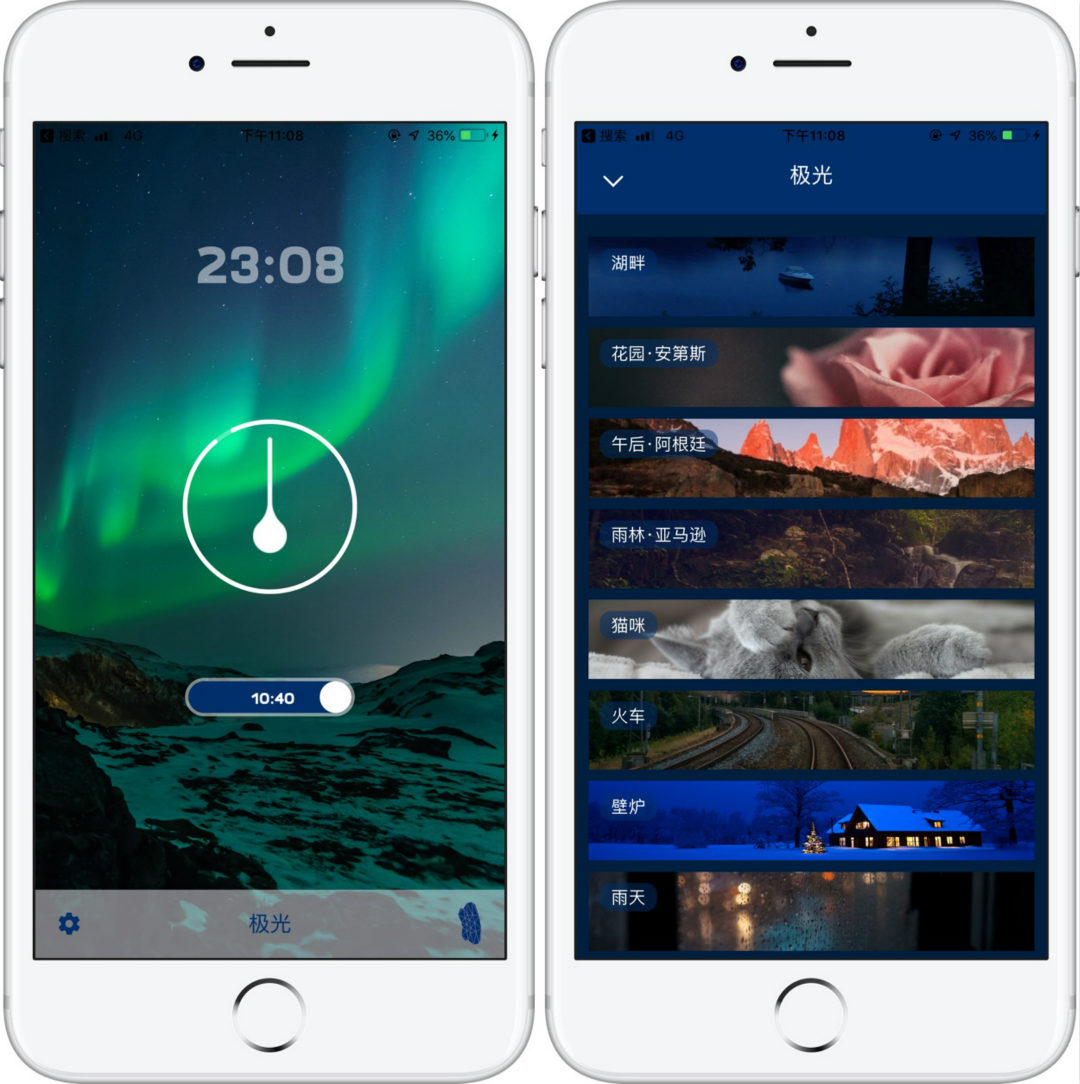 搜索 4G 下午11:08 36%
23:08
10:40
极光
搜索 4G 下午11:08 36%
极光
湖畔
花园·安第斯
午后·阿根廷
雨林·亚马逊
猫咪
火车
壁炉
雨天